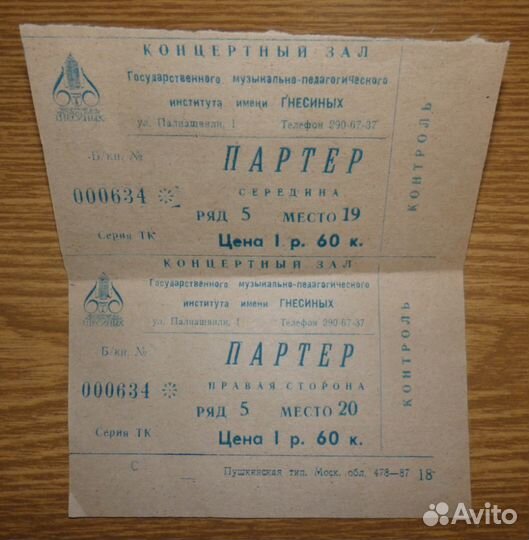 КОНЦЕРТНЫЙ ЗАЛ
Государственного музыкально-педагогического
института имени ГНЕСИНЫХ
ул. Палиашвили, 1 Телефон 290-67-37
Б/кн. №
ПАРТЕР
000634
СЕРЕДИНА
РЯД 5 МЕСТО 19
Серия ТК
Цена 1 р. 60 к.
КОНТРОЛЬ
КОНЦЕРТНЫЙ ЗАЛ
Государственного музыкально-педагогического
института имени ГНЕСИНЫХ
ГНЕСИНЫХ
ул. Палиашвили, 1 Телефон 290-67-37
Б/кн. №
ПАРТЕР
000634
ПРАВАЯ СТОРОНА
РЯД 5 МЕСТО 20
Серия ТК
Цена 1 р. 60 к.
КОНТРОЛЬ
С
Пушкинская тип. Моск. обл. 478—87 18
Avito